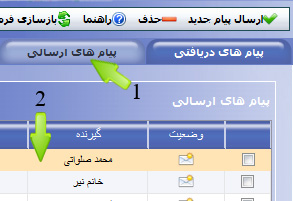 ارسال پیام جدید حذف راهنما بازسازی فرم
پیام های دریافتی پیام های ارسالی
1
پیام های ارسالی
2
وضعیت گیرنده
محمد صلواتی
خانم نیر